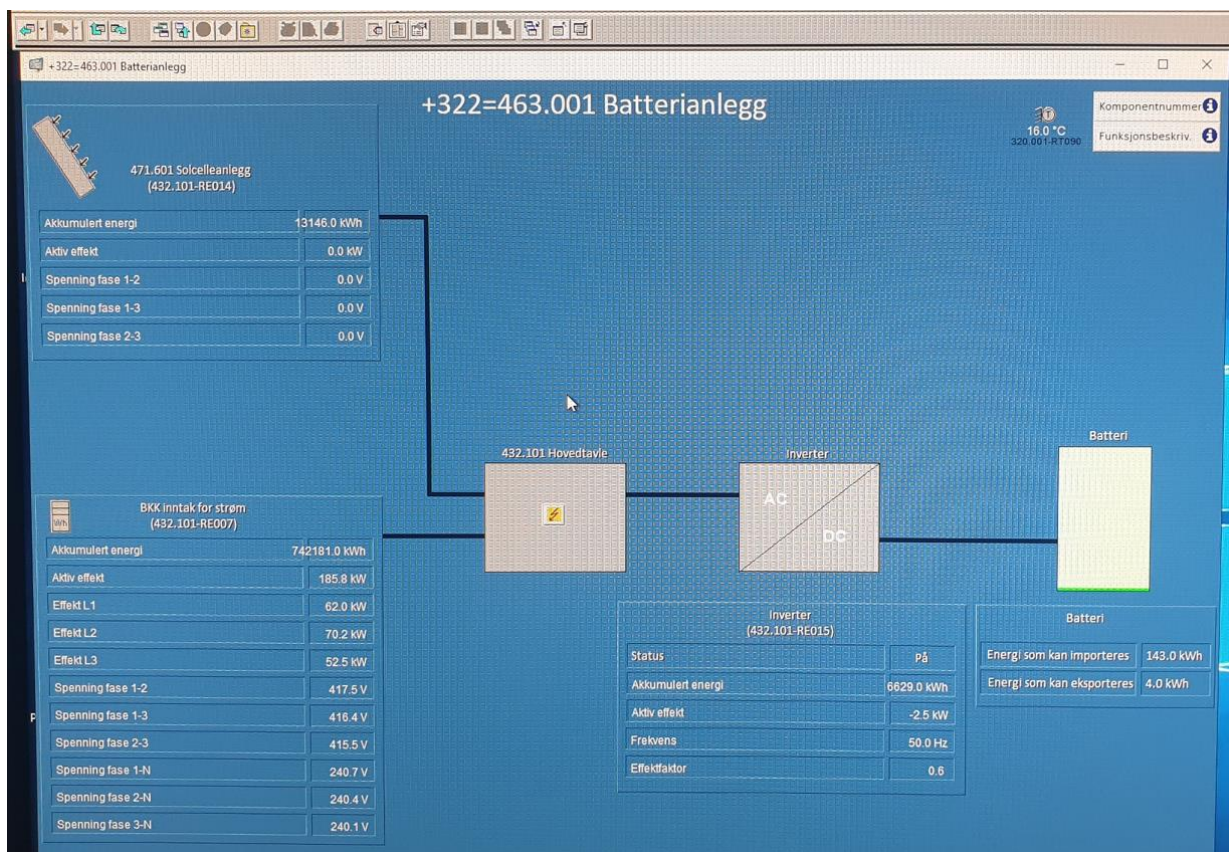 +322=463.001 Batterianlegg
+322=463.001 Batterianlegg
16.0 °C
320.001-RT090
Komponentnummer
Funksjonsbeskriv.
471.601 Solcelleanlegg
(432.101-RE014)
Akkumulert energi 13146.0 kWh
Aktiv effekt 0.0 kW
Spenning fase 1-2 0.0 V
Spenning fase 1-3 0.0 V
Spenning fase 2-3 0.0 V
432.101 Hovedtavle
Inverter
Batteri
AC
DC
Wh
BKK inntak for strøm
(432.101-RE007)
Akkumulert energi 742181.0 kWh
Aktiv effekt 185.8 kW
Effekt L1 62.0 kW
Effekt L2 70.2 kW
Effekt L3 52.5 kW
Spenning fase 1-2 417.5 V
Spenning fase 1-3 416.4 V
Spenning fase 2-3 415.5 V
Spenning fase 1-N 240.7 V
Spenning fase 2-N 240.4 V
Spenning fase 3-N 240.1 V
Inverter
(432.101-RE015)
Status På
Akkumulert energi 6629.0 kWh
Aktiv effekt -2.5 kW
Frekvens 50.0 Hz
Effektfaktor 0.6
Batteri
Energi som kan importeres 143.0 kWh
Energi som kan eksporteres 4.0 kWh